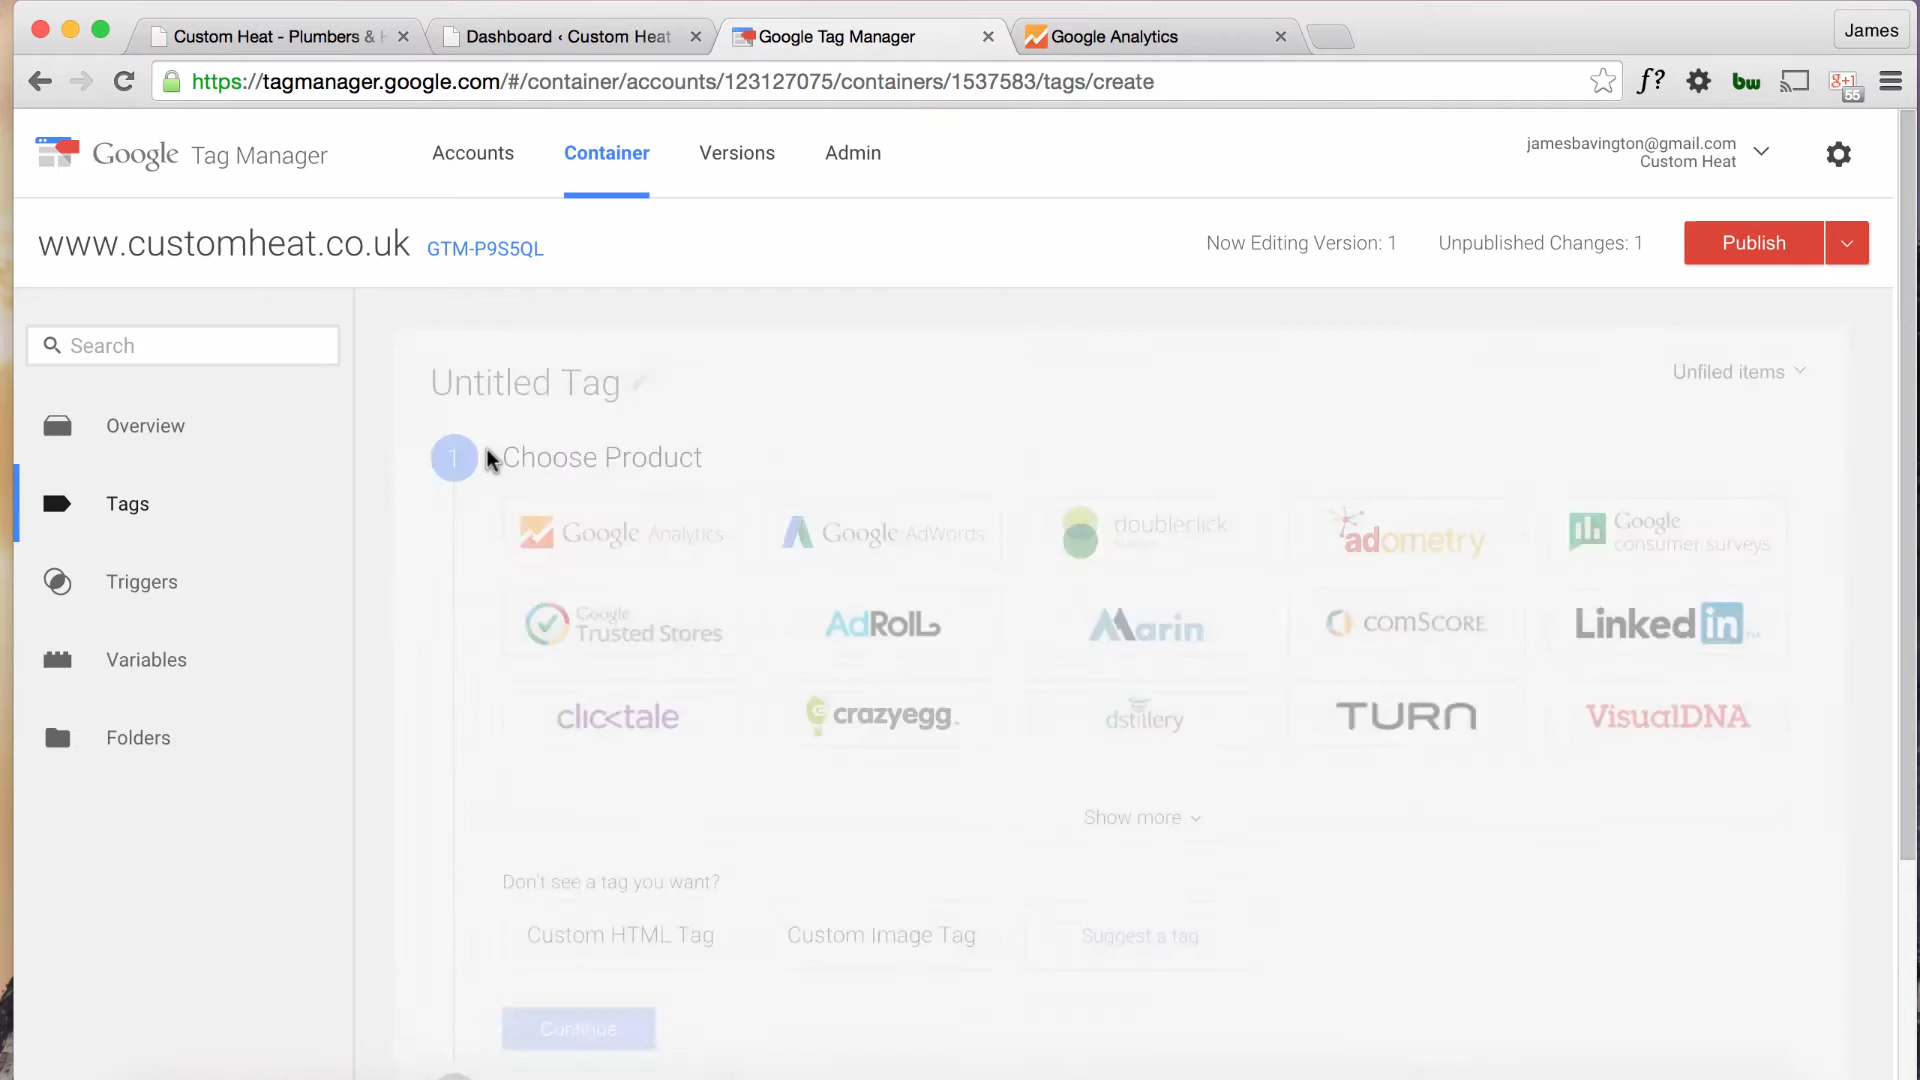 Custom Heat - Plumbers & H
Dashboard ‹ Custom Heat
Google Tag Manager
Google Analytics
James
https://tagmanager.google.com/#/container/accounts/123127075/containers/1537583/tags/create
f?
bw
g+1
55
Google Tag Manager
Accounts
Container
Versions
Admin
jamesbavington@gmail.com
Custom Heat
www.customheat.co.uk GTM-P9S5QL
Now Editing Version: 1
Unpublished Changes: 1
Publish
Search
Overview
Tags
Triggers
Variables
Folders
Untitled Tag
Unfiled items
1 Choose Product
Google Analytics
Google AdWords
doubleclick
adometry
Google
consumer surveys
Google
Trusted Stores
AdRoll
Marin
comSCORE
Linked in
clicktale
crazyegg
dstillery
TURN
VisualDNA
Show more
Don't see a tag you want?
Custom HTML Tag
Custom Image Tag
Suggest a tag
Continue